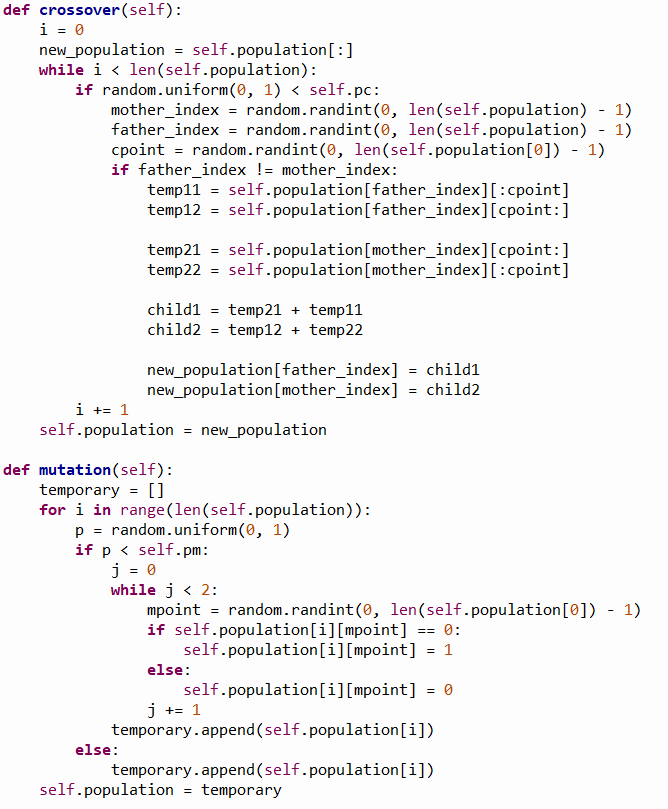 def crossover(self):
    i = 0
    new_population = self.population[:]
    while i < len(self.population):
        if random.uniform(0, 1) < self.pc:
            mother_index = random.randint(0, len(self.population) - 1)
            father_index = random.randint(0, len(self.population) - 1)
            cpoint = random.randint(0, len(self.population[0]) - 1)
            if father_index != mother_index:
                temp11 = self.population[father_index][:cpoint]
                temp12 = self.population[father_index][cpoint:]

                temp21 = self.population[mother_index][cpoint:]
                temp22 = self.population[mother_index][:cpoint]

                child1 = temp21 + temp11
                child2 = temp12 + temp22

                new_population[father_index] = child1
                new_population[mother_index] = child2
        i += 1
    self.population = new_population

def mutation(self):
    temporary = []
    for i in range(len(self.population)):
        p = random.uniform(0, 1)
        if p < self.pm:
            j = 0
            while j < 2:
                mpoint = random.randint(0, len(self.population[0]) - 1)
                if self.population[i][mpoint] == 0:
                    self.population[i][mpoint] = 1
                else:
                    self.population[i][mpoint] = 0
                j += 1
            temporary.append(self.population[i])
        else:
            temporary.append(self.population[i])
    self.population = temporary